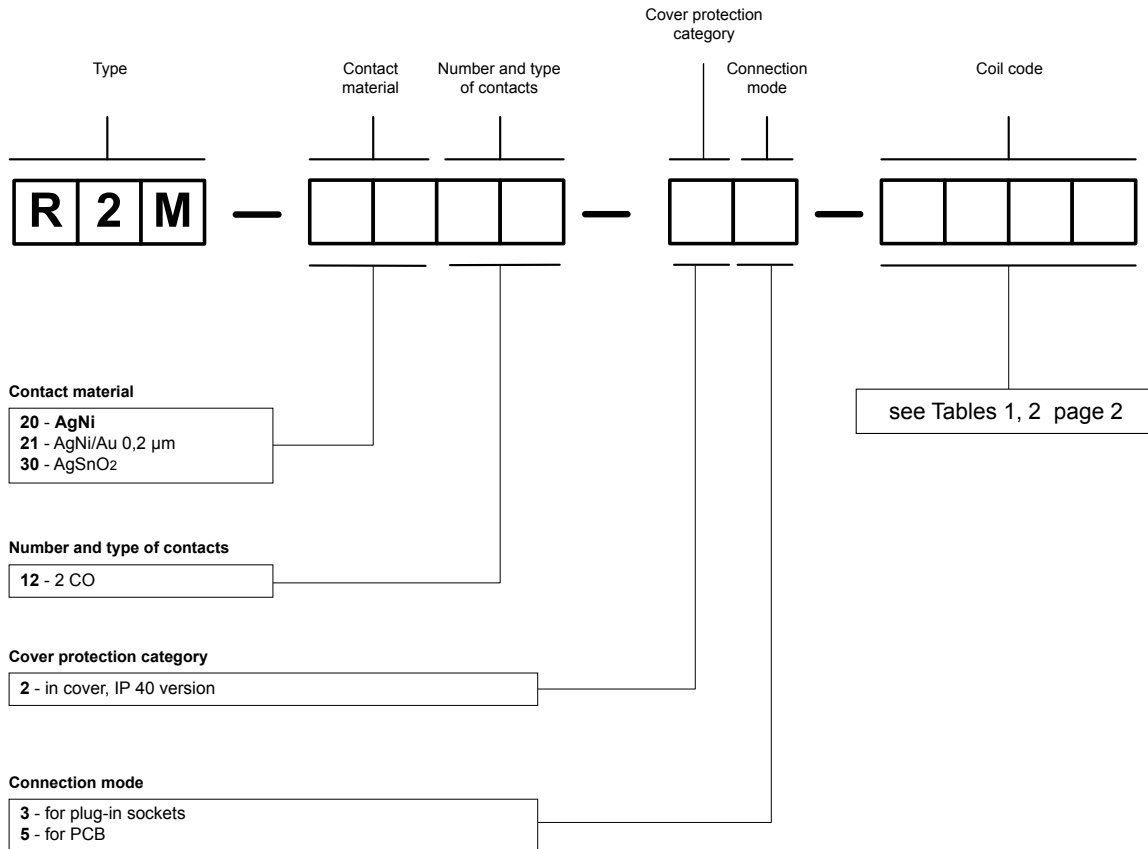 Cover protection
category
Type
Contact
material
Number and type
of contacts
Connection
mode
Coil code
R 2 M — — —
Contact material
20 - AgNi
21 - AgNi/Au 0,2 µm
30 - AgSnO2
see Tables 1, 2 page 2
Number and type of contacts
12 - 2 CO
Cover protection category
2 - in cover, IP 40 version
Connection mode
3 - for plug-in sockets
5 - for PCB